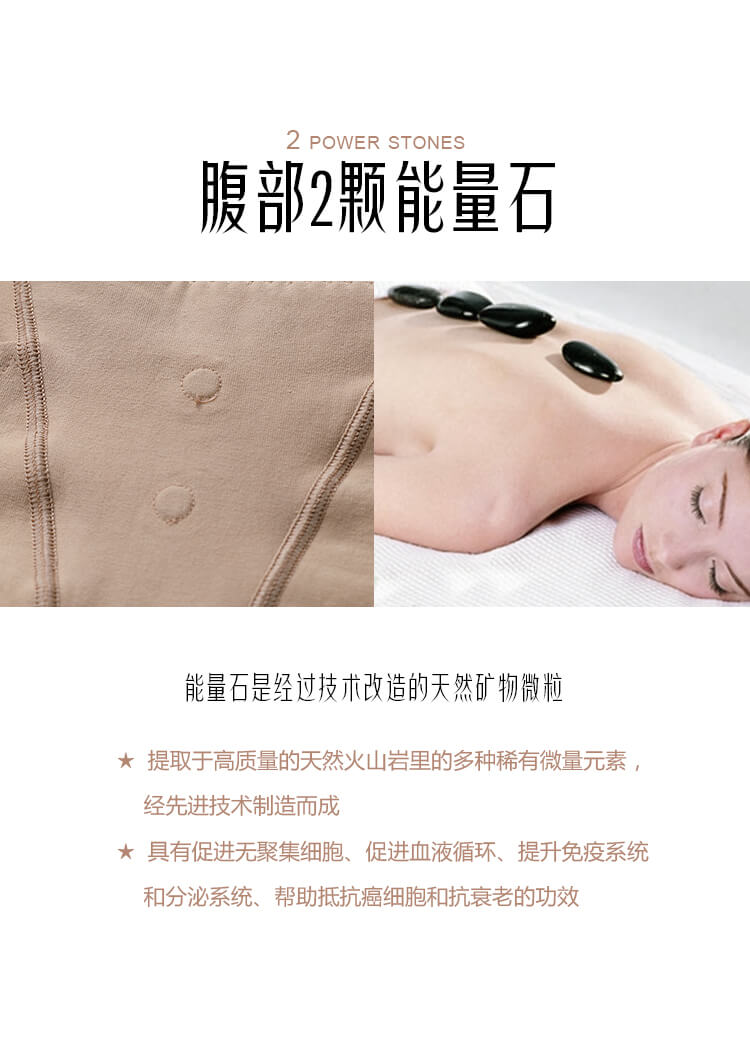 2 POWER STONES
腹部2颗能量石
能量石是经过技术改造的天然矿物微粒
★ 提取于高质量的天然火山岩里的多种稀有微量元素，
经先进技术制造而成
★ 具有促进无聚集细胞、促进血液循环、提升免疫系统
和分泌系统、帮助抵抗癌细胞和抗衰老的功效